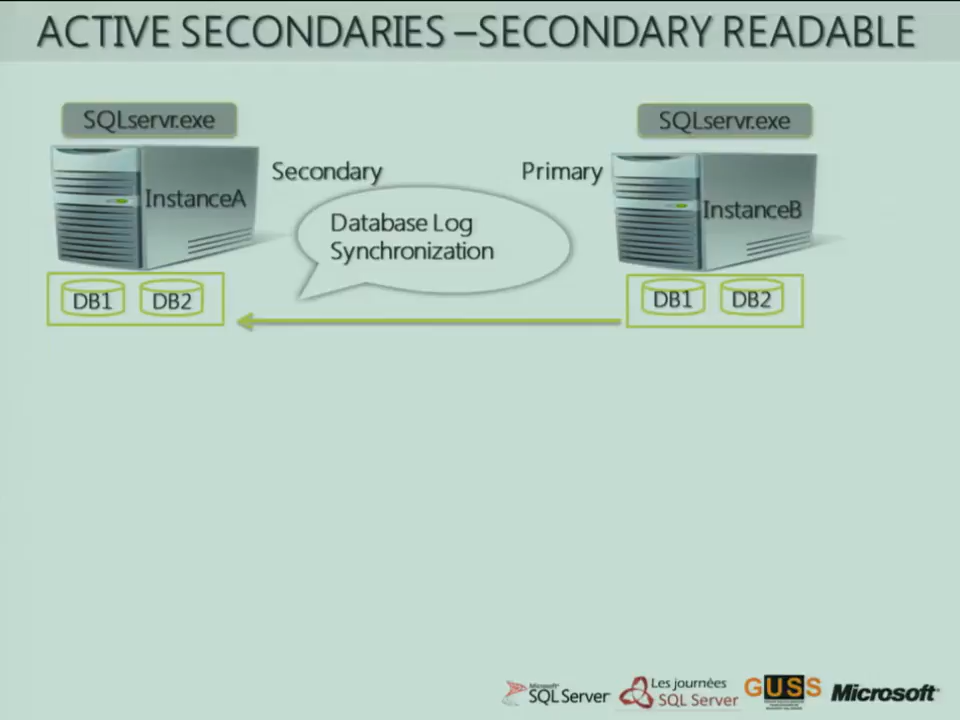 ACTIVE SECONDARIES –SECONDARY READABLE
SQLservr.exe
SQLservr.exe
Secondary
Primary
InstanceA
InstanceB
Database Log
Synchronization
DB1
DB2
DB1
DB2
Microsoft
SQL Server
Les journées
SQL Server
GUSS
Microsoft